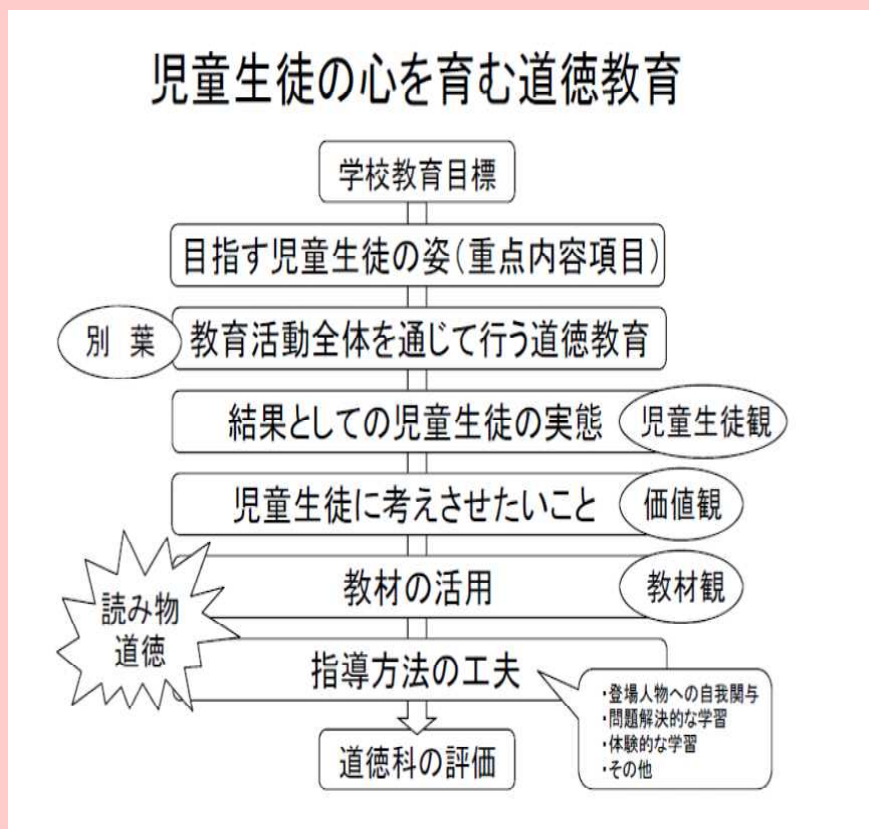 児童生徒の心を育む道徳教育
学校教育目標
目指す児童生徒の姿(重点内容項目)
別 葉
教育活動全体を通じて行う道徳教育
結果としての児童生徒の実態
児童生徒観
児童生徒に考えさせたいこと
価値観
読み物
道徳
教材の活用
教材観
指導方法の工夫
・登場人物への自我関与
・問題解決的な学習
・体験的な学習
・その他
道徳科の評価